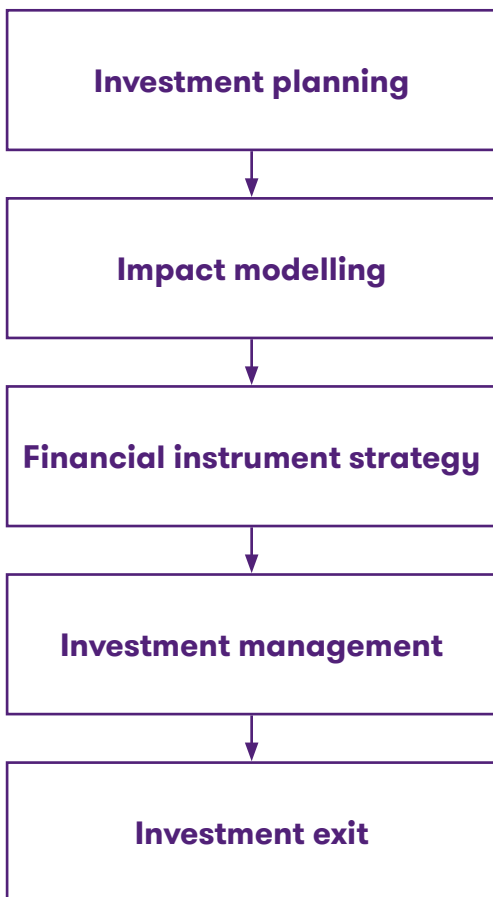 Investment planning
Impact modelling
Financial instrument strategy
Investment management
Investment exit